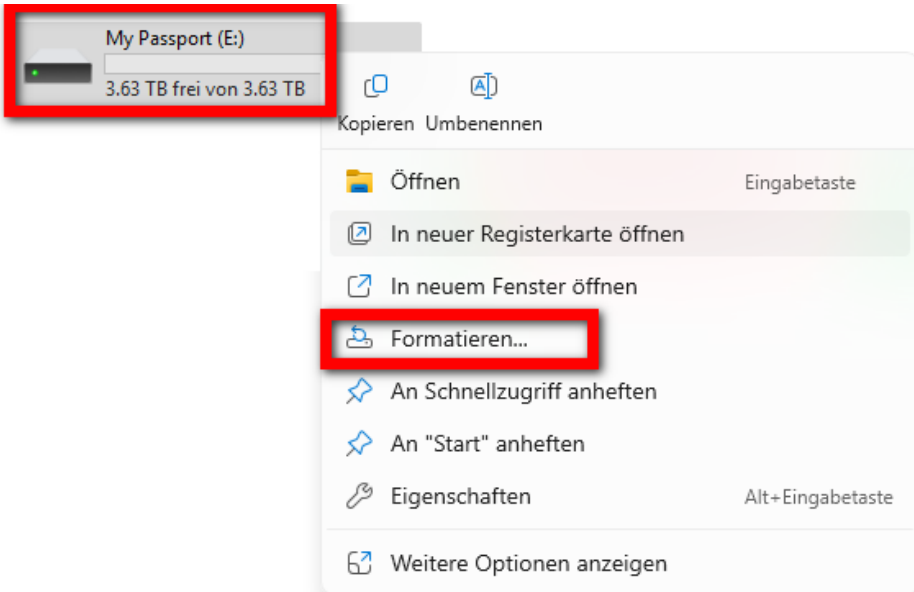 My Passport (E:)
3.63 TB frei von 3.63 TB
Kopieren Umbenennen
Öffnen Eingabetaste
In neuer Registerkarte öffnen
In neuem Fenster öffnen
Formatieren...
An Schnellzugriff anheften
An "Start" anheften
Eigenschaften Alt+Eingabetaste
Weitere Optionen anzeigen